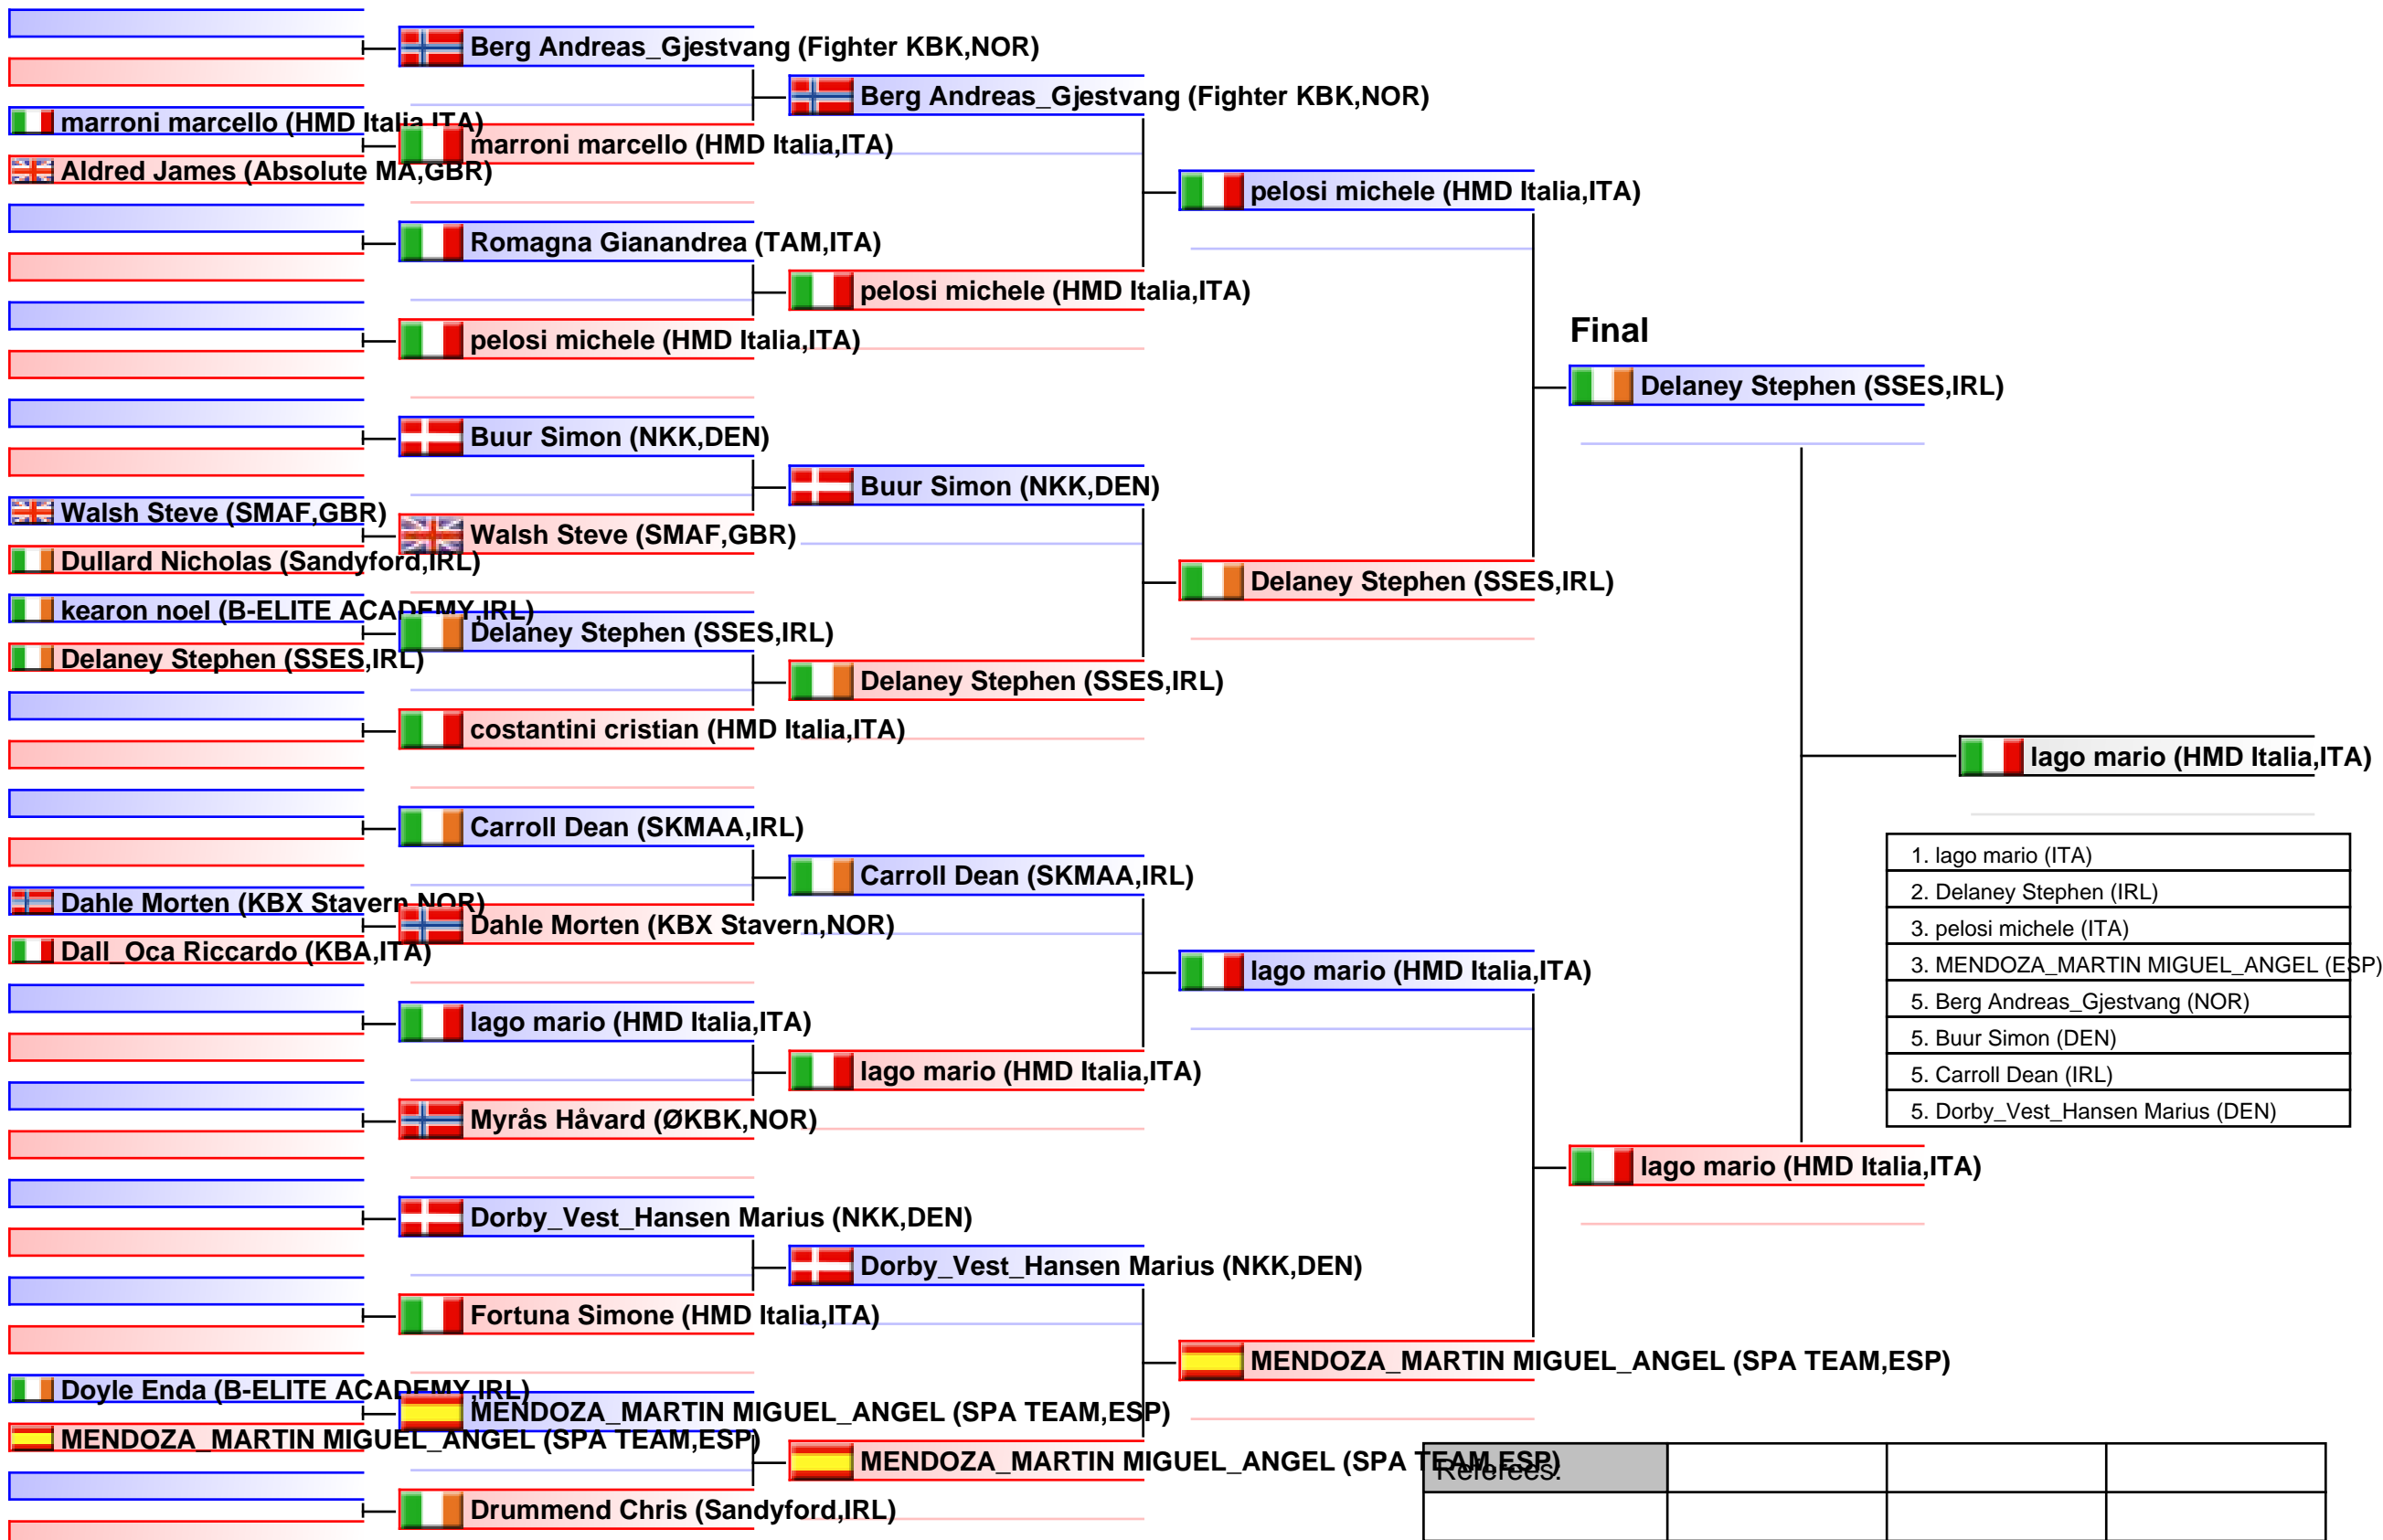 marroni marcello (HMD Italia,ITA)
Aldred James (Absolute MA,GBR)
Walsh Steve (SMAF,GBR)
Dullard Nicholas (Sandyford,IRL)
kearon noel (B-ELITE ACADEMY,IRL)
Delaney Stephen (SSES,IRL)
Dahle Morten (KBX Stavern,NOR)
Dall_Oca Riccardo (KBA,ITA)
Doyle Enda (B-ELITE ACADEMY,IRL)
MENDOZA_MARTIN MIGUEL_ANGEL (SPA TEAM,ESP)
Berg Andreas_Gjestvang (Fighter KBK,NOR)
marroni marcello (HMD Italia,ITA)
Romagna Gianandrea (TAM,ITA)
pelosi michele (HMD Italia,ITA)
Buur Simon (NKK,DEN)
Walsh Steve (SMAF,GBR)
Delaney Stephen (SSES,IRL)
costantini cristian (HMD Italia,ITA)
Carroll Dean (SKMAA,IRL)
Dahle Morten (KBX Stavern,NOR)
lago mario (HMD Italia,ITA)
Myrås Håvard (ØKBK,NOR)
Dorby_Vest_Hansen Marius (NKK,DEN)
Fortuna Simone (HMD Italia,ITA)
MENDOZA_MARTIN MIGUEL_ANGEL (SPA TEAM,ESP)
Drummend Chris (Sandyford,IRL)
Berg Andreas_Gjestvang (Fighter KBK,NOR)
pelosi michele (HMD Italia,ITA)
Buur Simon (NKK,DEN)
Delaney Stephen (SSES,IRL)
Carroll Dean (SKMAA,IRL)
lago mario (HMD Italia,ITA)
Dorby_Vest_Hansen Marius (NKK,DEN)
MENDOZA_MARTIN MIGUEL_ANGEL (SPA TEAM,ESP)
pelosi michele (HMD Italia,ITA)
Delaney Stephen (SSES,IRL)
lago mario (HMD Italia,ITA)
MENDOZA_MARTIN MIGUEL_ANGEL (SPA TEAM,ESP)
Final
Delaney Stephen (SSES,IRL)
lago mario (HMD Italia,ITA)
lago mario (HMD Italia,ITA)
1. lago mario (ITA)
2. Delaney Stephen (IRL)
3. pelosi michele (ITA)
3. MENDOZA_MARTIN MIGUEL_ANGEL (ESP)
5. Berg Andreas_Gjestvang (NOR)
5. Buur Simon (DEN)
5. Carroll Dean (IRL)
5. Dorby_Vest_Hansen Marius (DEN)
Referees: